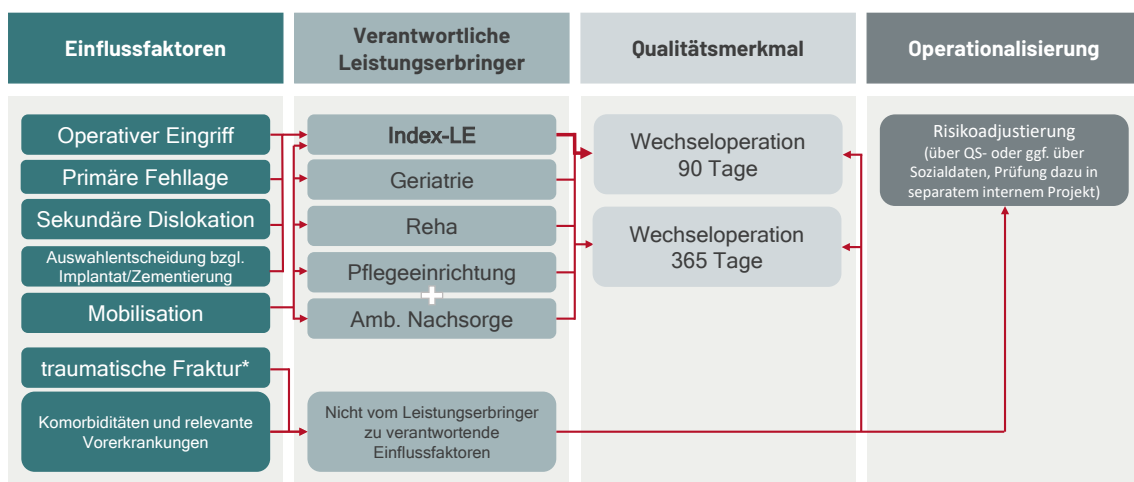 Einflussfaktoren
Verantwortliche
Leistungserbringer
Qualitätsmerkmal
Operationalisierung
Operativer Eingriff
Primäre Fehllage
Sekundäre Dislokation
Auswahlentscheidung bzgl.
Implantat/Zementierung
Mobilisation
traumatische Fraktur*
Komorbiditäten und relevante
Vorerkrankungen
Index-LE
Geriatrie
Reha
Pflegeeinrichtung
+
Amb. Nachsorge
Nicht vom Leistungserbringer
zu verantwortende
Einflussfaktoren
Wechseloperation
90 Tage
Wechseloperation
365 Tage
Risikoadjustierung
(über QS- oder ggf. über
Sozialdaten, Prüfung dazu in
separatem internem Projekt)